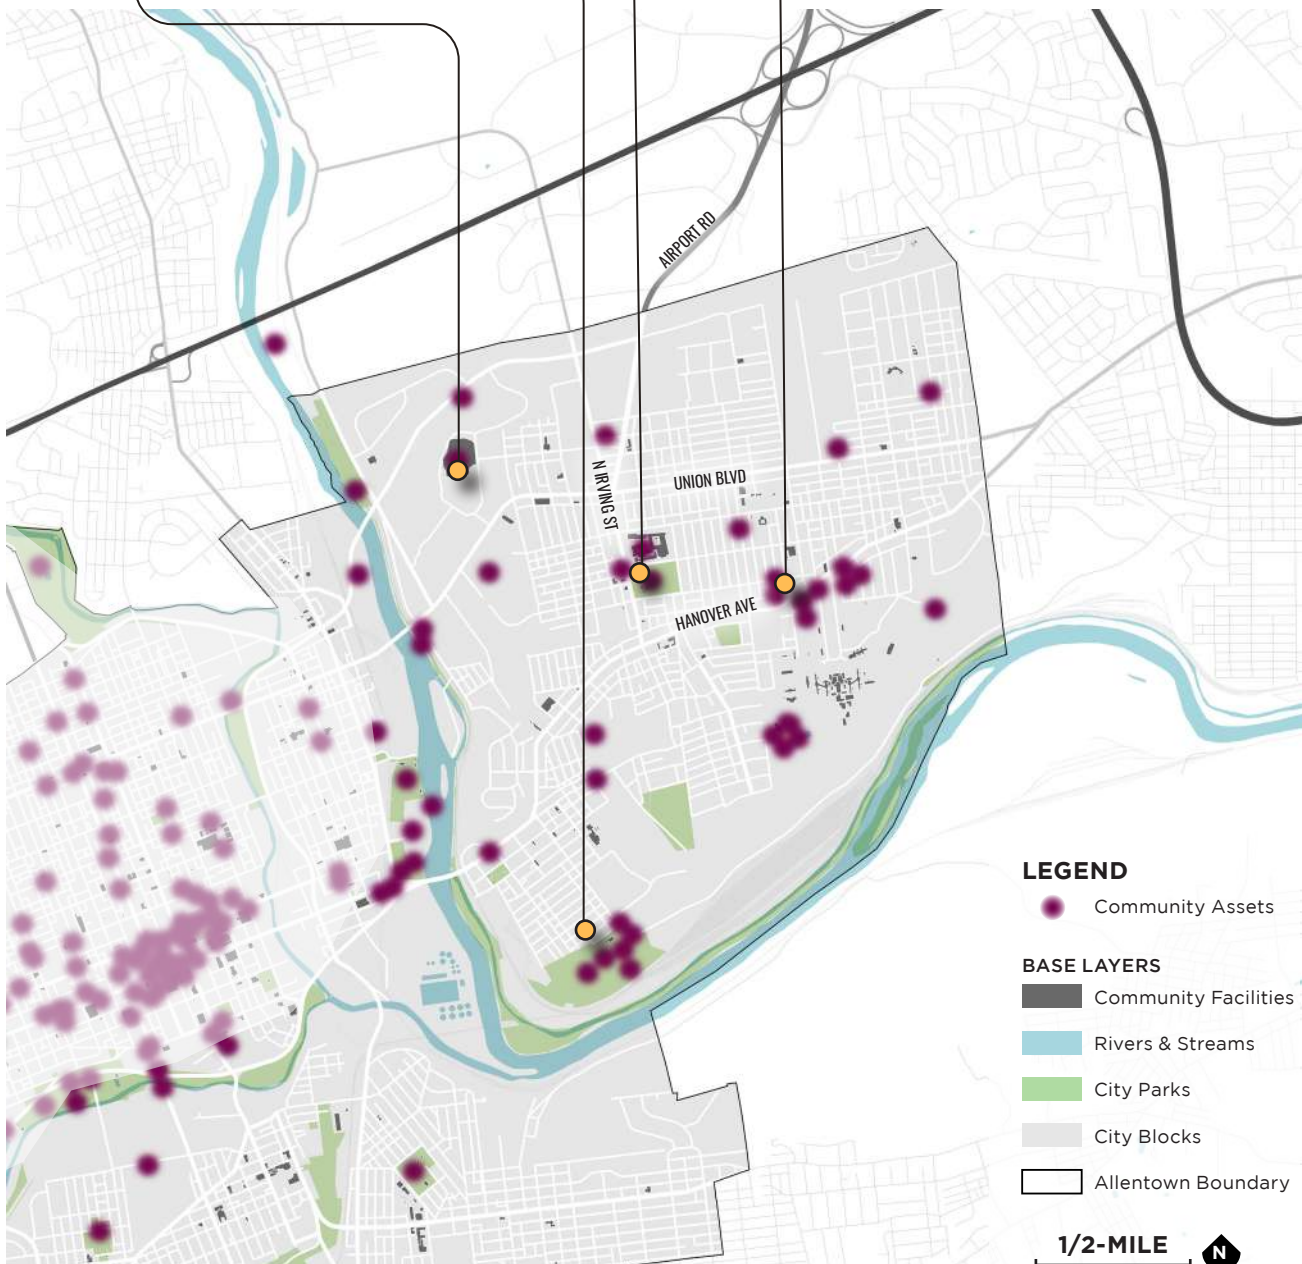 AIRPORT RD
N IRVING ST
UNION BLVD
HANOVER AVE
LEGEND
Community Assets
BASE LAYERS
Community Facilities
Rivers & Streams
City Parks
City Blocks
Allentown Boundary
1/2-MILE
N